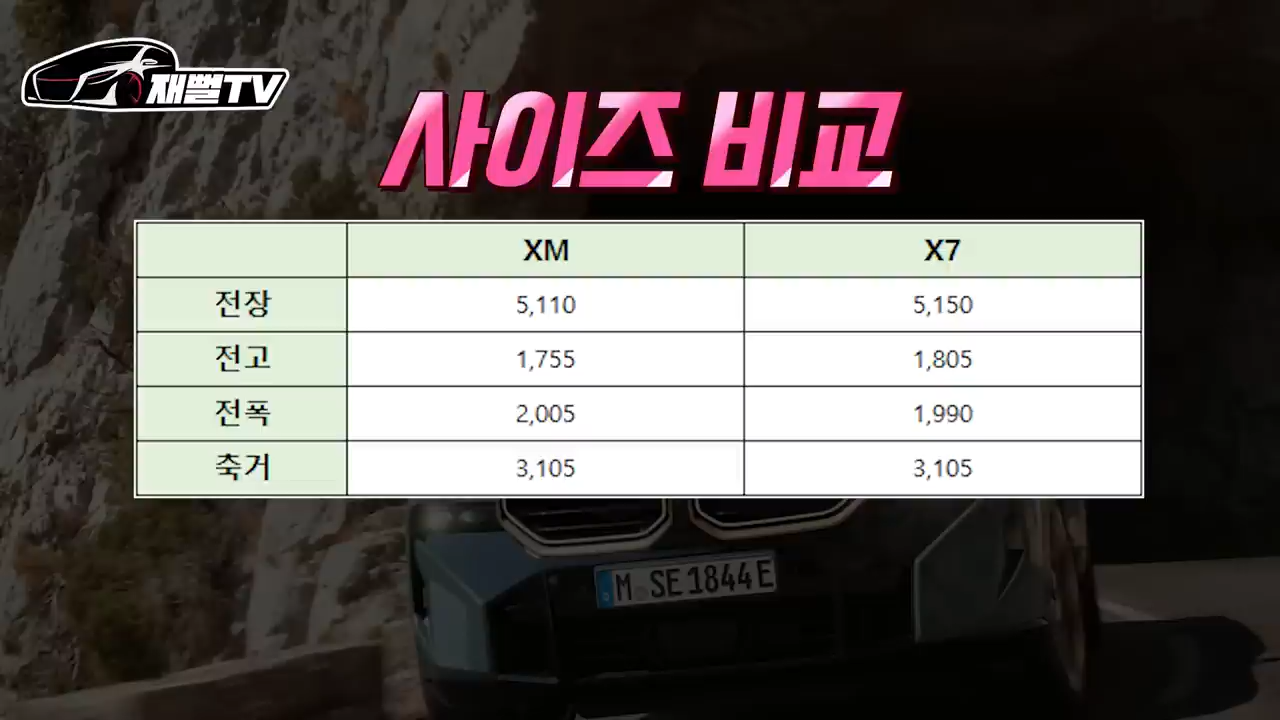 재뻘TV
사이즈 비교
XM X7
전장 5,110 5,150
전고 1,755 1,805
전폭 2,005 1,990
축거 3,105 3,105
M SE 1844E